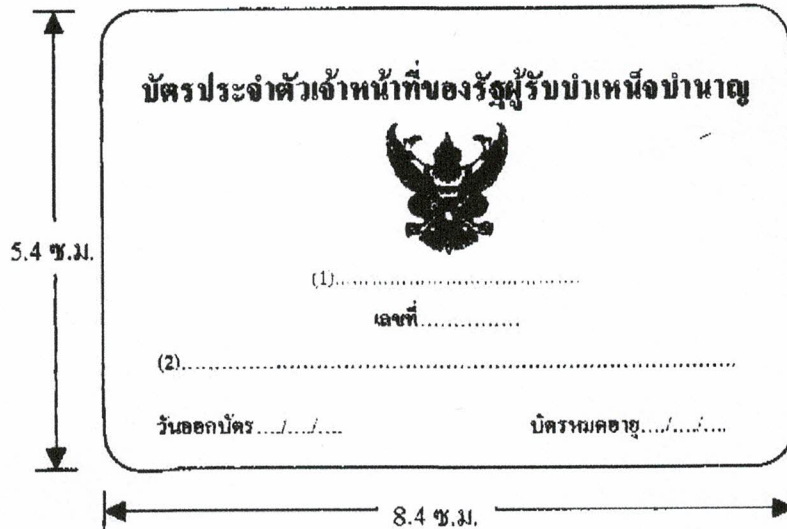 บัตรประจำตัวเจ้าหน้าที่ของรัฐผู้รับบำเหน็จบำนาญ
5.4 ซ.ม.
(1)....................................
เลขที่................
(2)................................................................................
วันออกบัตร..../..../....
บัตรหมดอายุ..../..../....
8.4 ซ.ม.